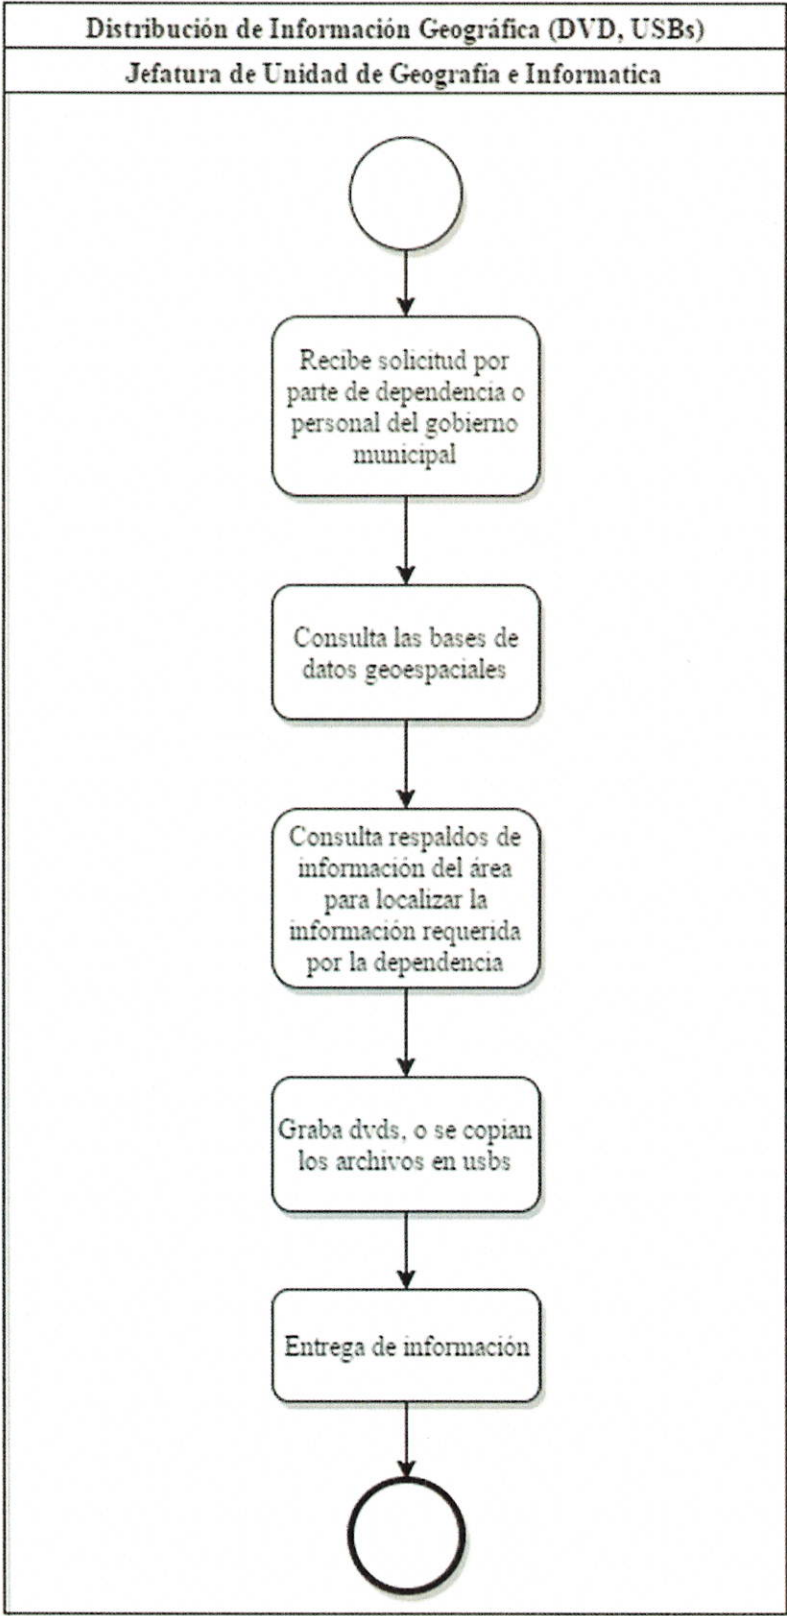 Distribución de Información Geográfica (DVD, USBs)
Jefatura de Unidad de Geografía e Informatica
Recibe solicitud por
parte de dependencia o
personal del gobierno
municipal
Consulta las bases de
datos geoespaciales
Consulta respaldos de
información del área
para localizar la
información requerida
por la dependencia
Graba dvds, o se copian
los archivos en usbs
Entrega de información